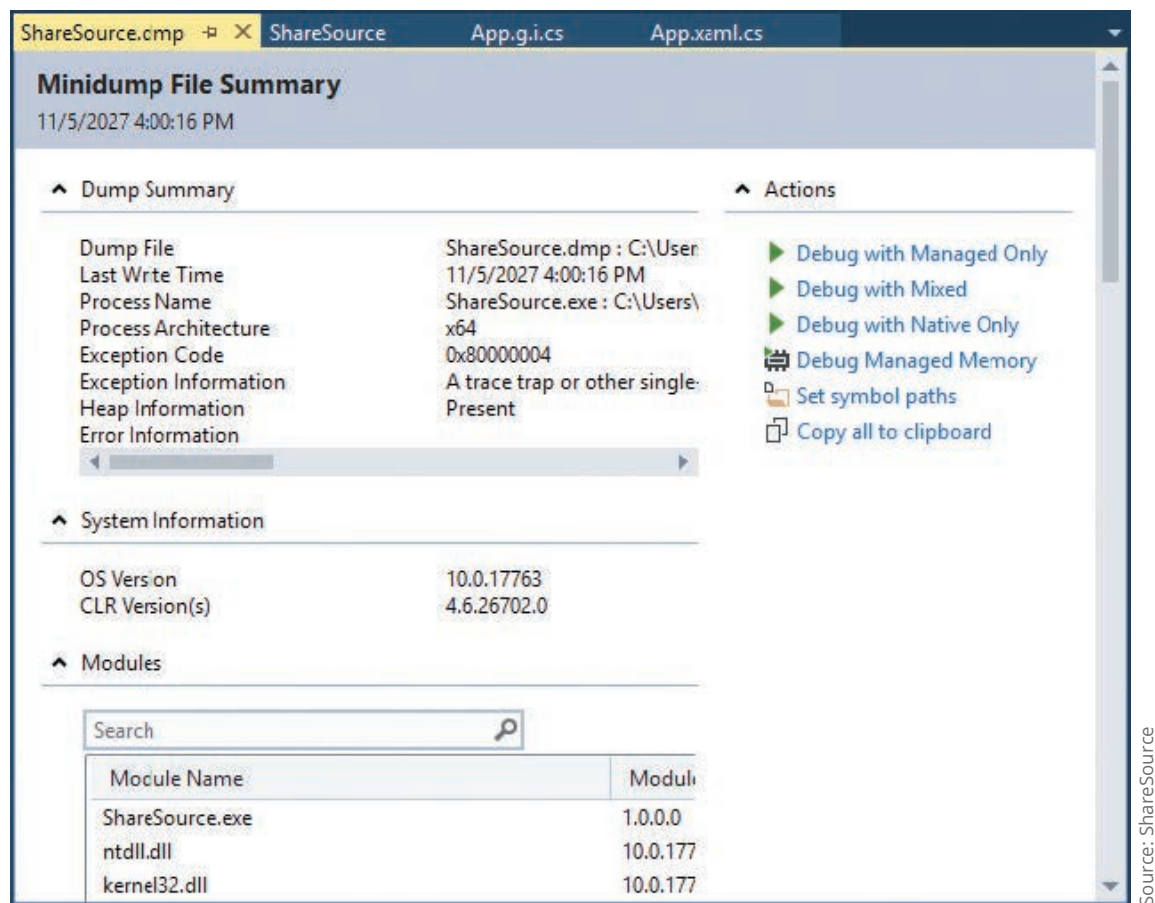 ShareSource.dmp ShareSource App.g.i.cs App.xaml.cs
Minidump File Summary
11/5/2027 4:00:16 PM
Dump Summary
Dump File ShareSource.dmp : C:\User
Last Write Time 11/5/2027 4:00:16 PM
Process Name ShareSource.exe : C:\Users\
Process Architecture x64
Exception Code 0x80000004
Exception Information A trace trap or other single-
Heap Information Present
Error Information
Actions
Debug with Managed Only
Debug with Mixed
Debug with Native Only
Debug Managed Memory
Set symbol paths
Copy all to clipboard
System Information
OS Version 10.0.17763
CLR Version(s) 4.6.26702.0
Modules
Search
Module Name Module
ShareSource.exe 1.0.0.0
ntdll.dll 10.0.177
kernel32.dll 10.0.177
Source: ShareSource